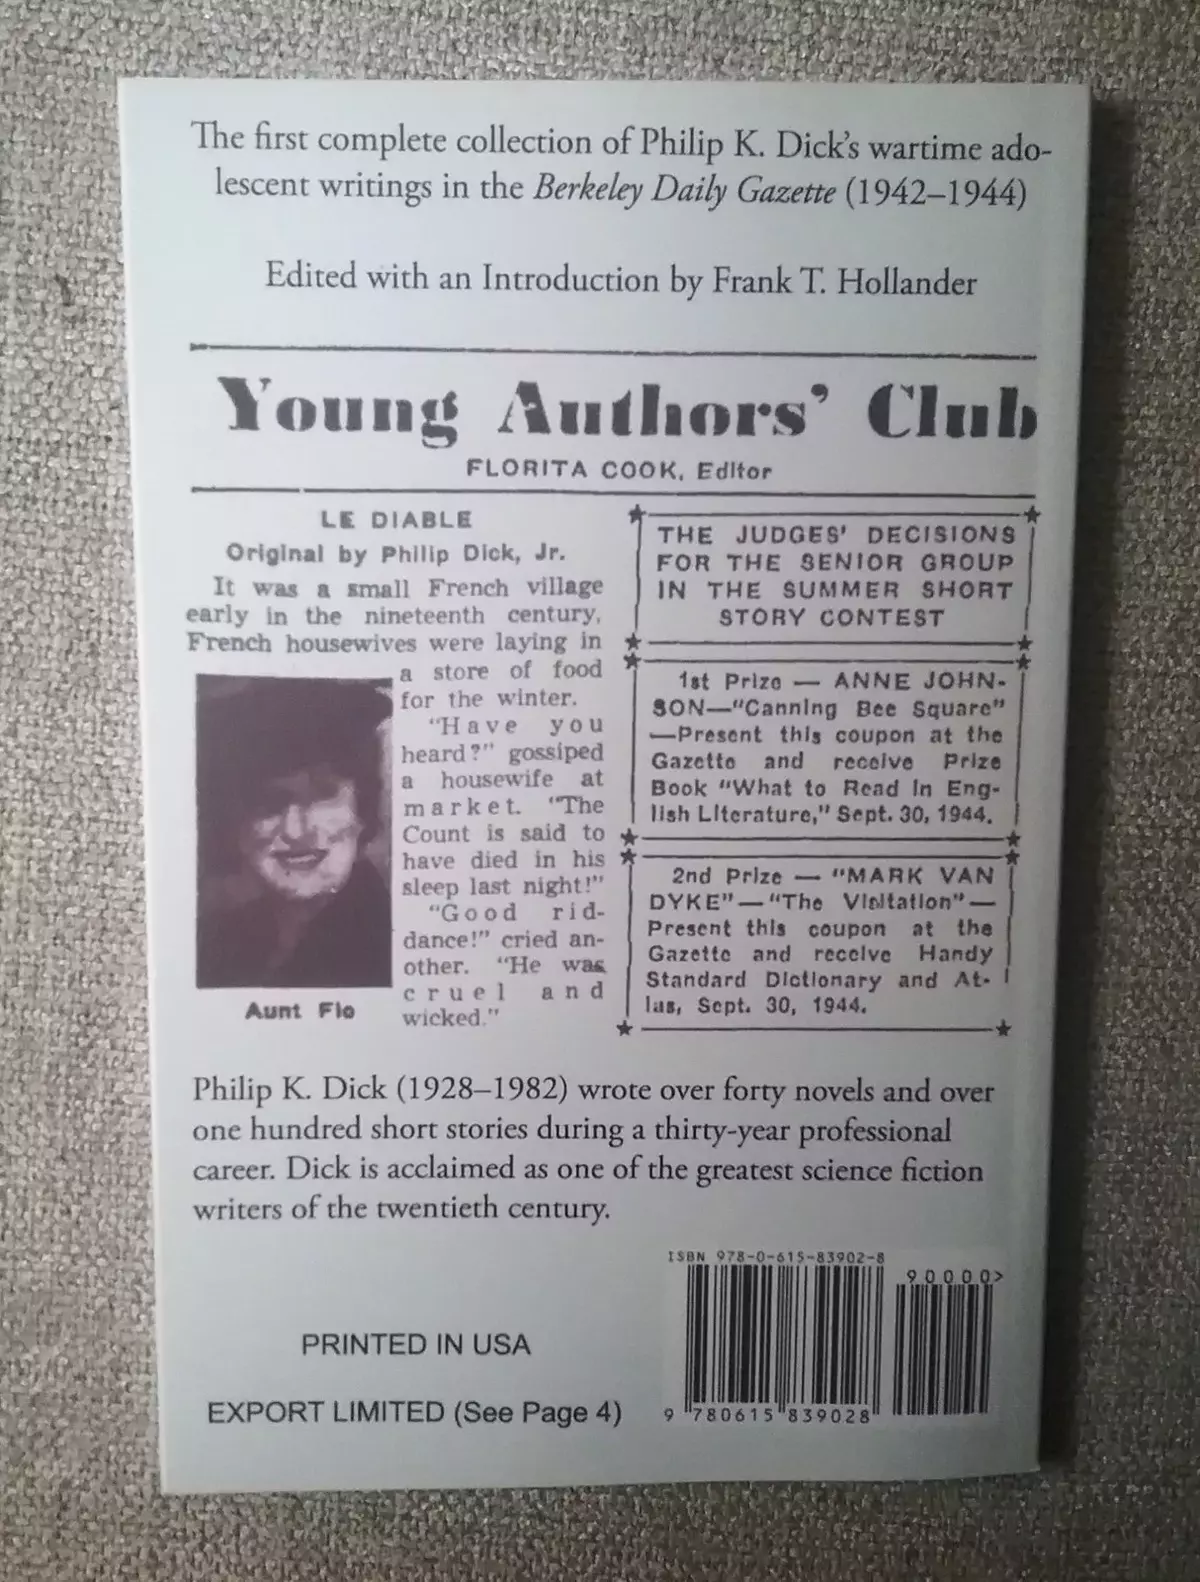 The first complete collection of Philip K. Dick's wartime ado-
lescent writings in the Berkeley Daily Gazette (1942–1944)
Edited with an Introduction by Frank T. Hollander
Young Authors' Club
FLORITA COOK, Editor
LE DIABLE
Original by Philip Dick, Jr.
It was a small French village
early in the nineteenth century,
French housewives were laying in
a store of food
for the winter.
"Have you
heard?" gossiped
a housewife at
market. "The
Count is said to
have died in his
sleep last night!"
"Good rid-
dance!" cried an-
other. "He was
cruel and
wicked."
Aunt Flo
THE JUDGES' DECISIONS
FOR THE SENIOR GROUP
IN THE SUMMER SHORT
STORY CONTEST
1st Prize — ANNE JOHN-
SON—"Canning Bee Square"
—Present this coupon at the
Gazette and receive Prize
Book "What to Read in Eng-
lish Literature," Sept. 30, 1944.
2nd Prize — "MARK VAN
DYKE"—"The Visitation"—
Present this coupon at the
Gazette and receive Handy
Standard Dictionary and At-
las, Sept. 30, 1944.
Philip K. Dick (1928–1982) wrote over forty novels and over
one hundred short stories during a thirty-year professional
career. Dick is acclaimed as one of the greatest science fiction
writers of the twentieth century.
ISBN 978-0-615-83902-8
90000>
PRINTED IN USA
EXPORT LIMITED (See Page 4)
9 780615 839028